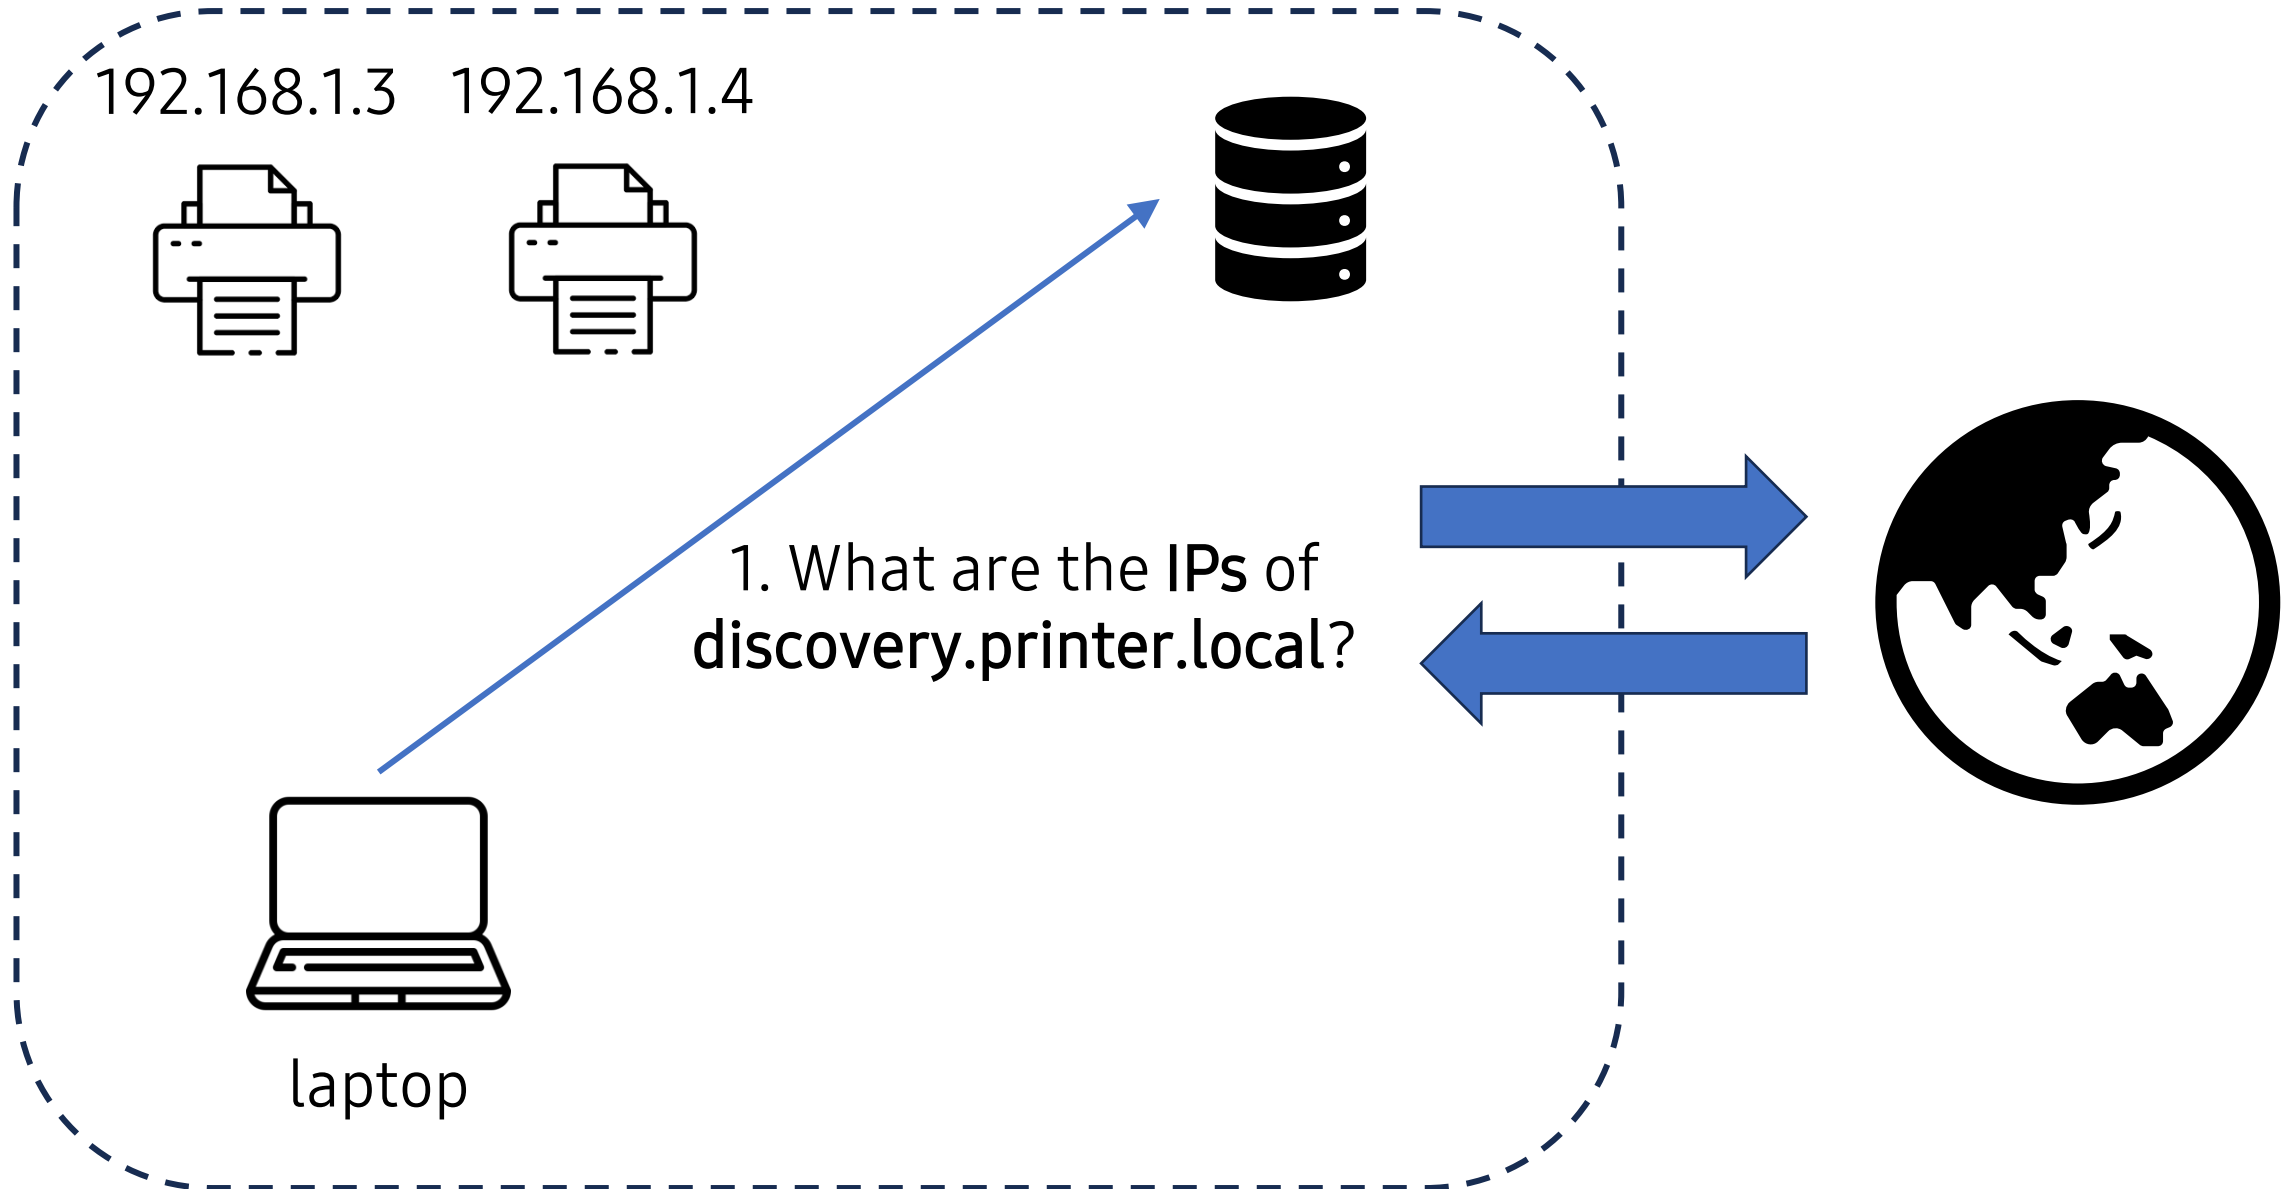 192.168.1.3 192.168.1.4
1. What are the IPs of
discovery.printer.local?
laptop